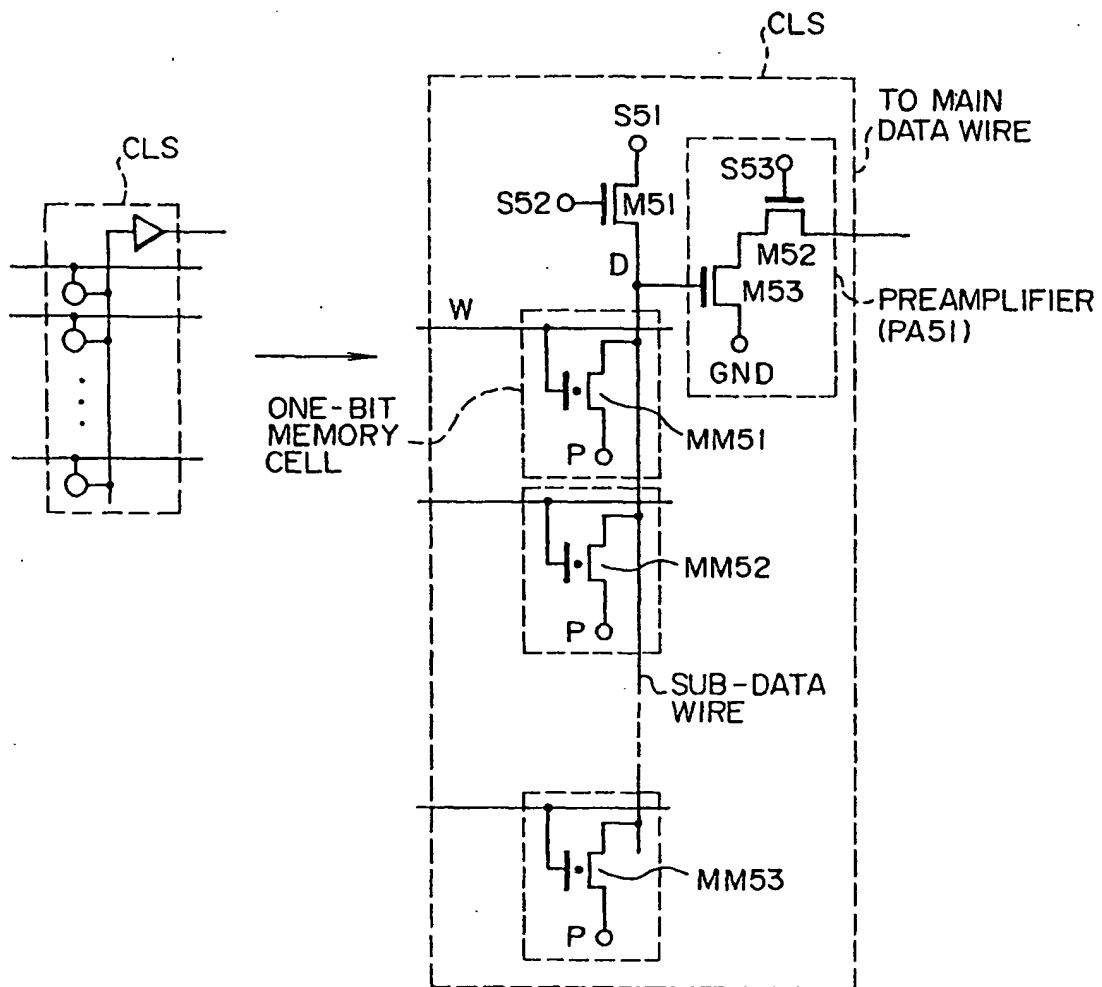 CLS
CLS
TO MAIN
DATA WIRE
S51
S52
M51
S53
M52
M53
D
GND
PREAMPLIFIER
(PA51)
W
ONE-BIT
MEMORY
CELL
MM51
P
MM52
P
SUB-DATA
WIRE
MM53
P